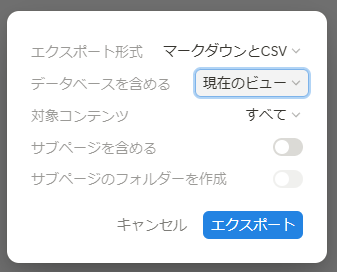 エクスポート形式 マークダウンとCSV
データベースを含める 現在のビュー
対象コンテンツ すべて
サブページを含める
サブページのフォルダーを作成
キャンセル エクスポート